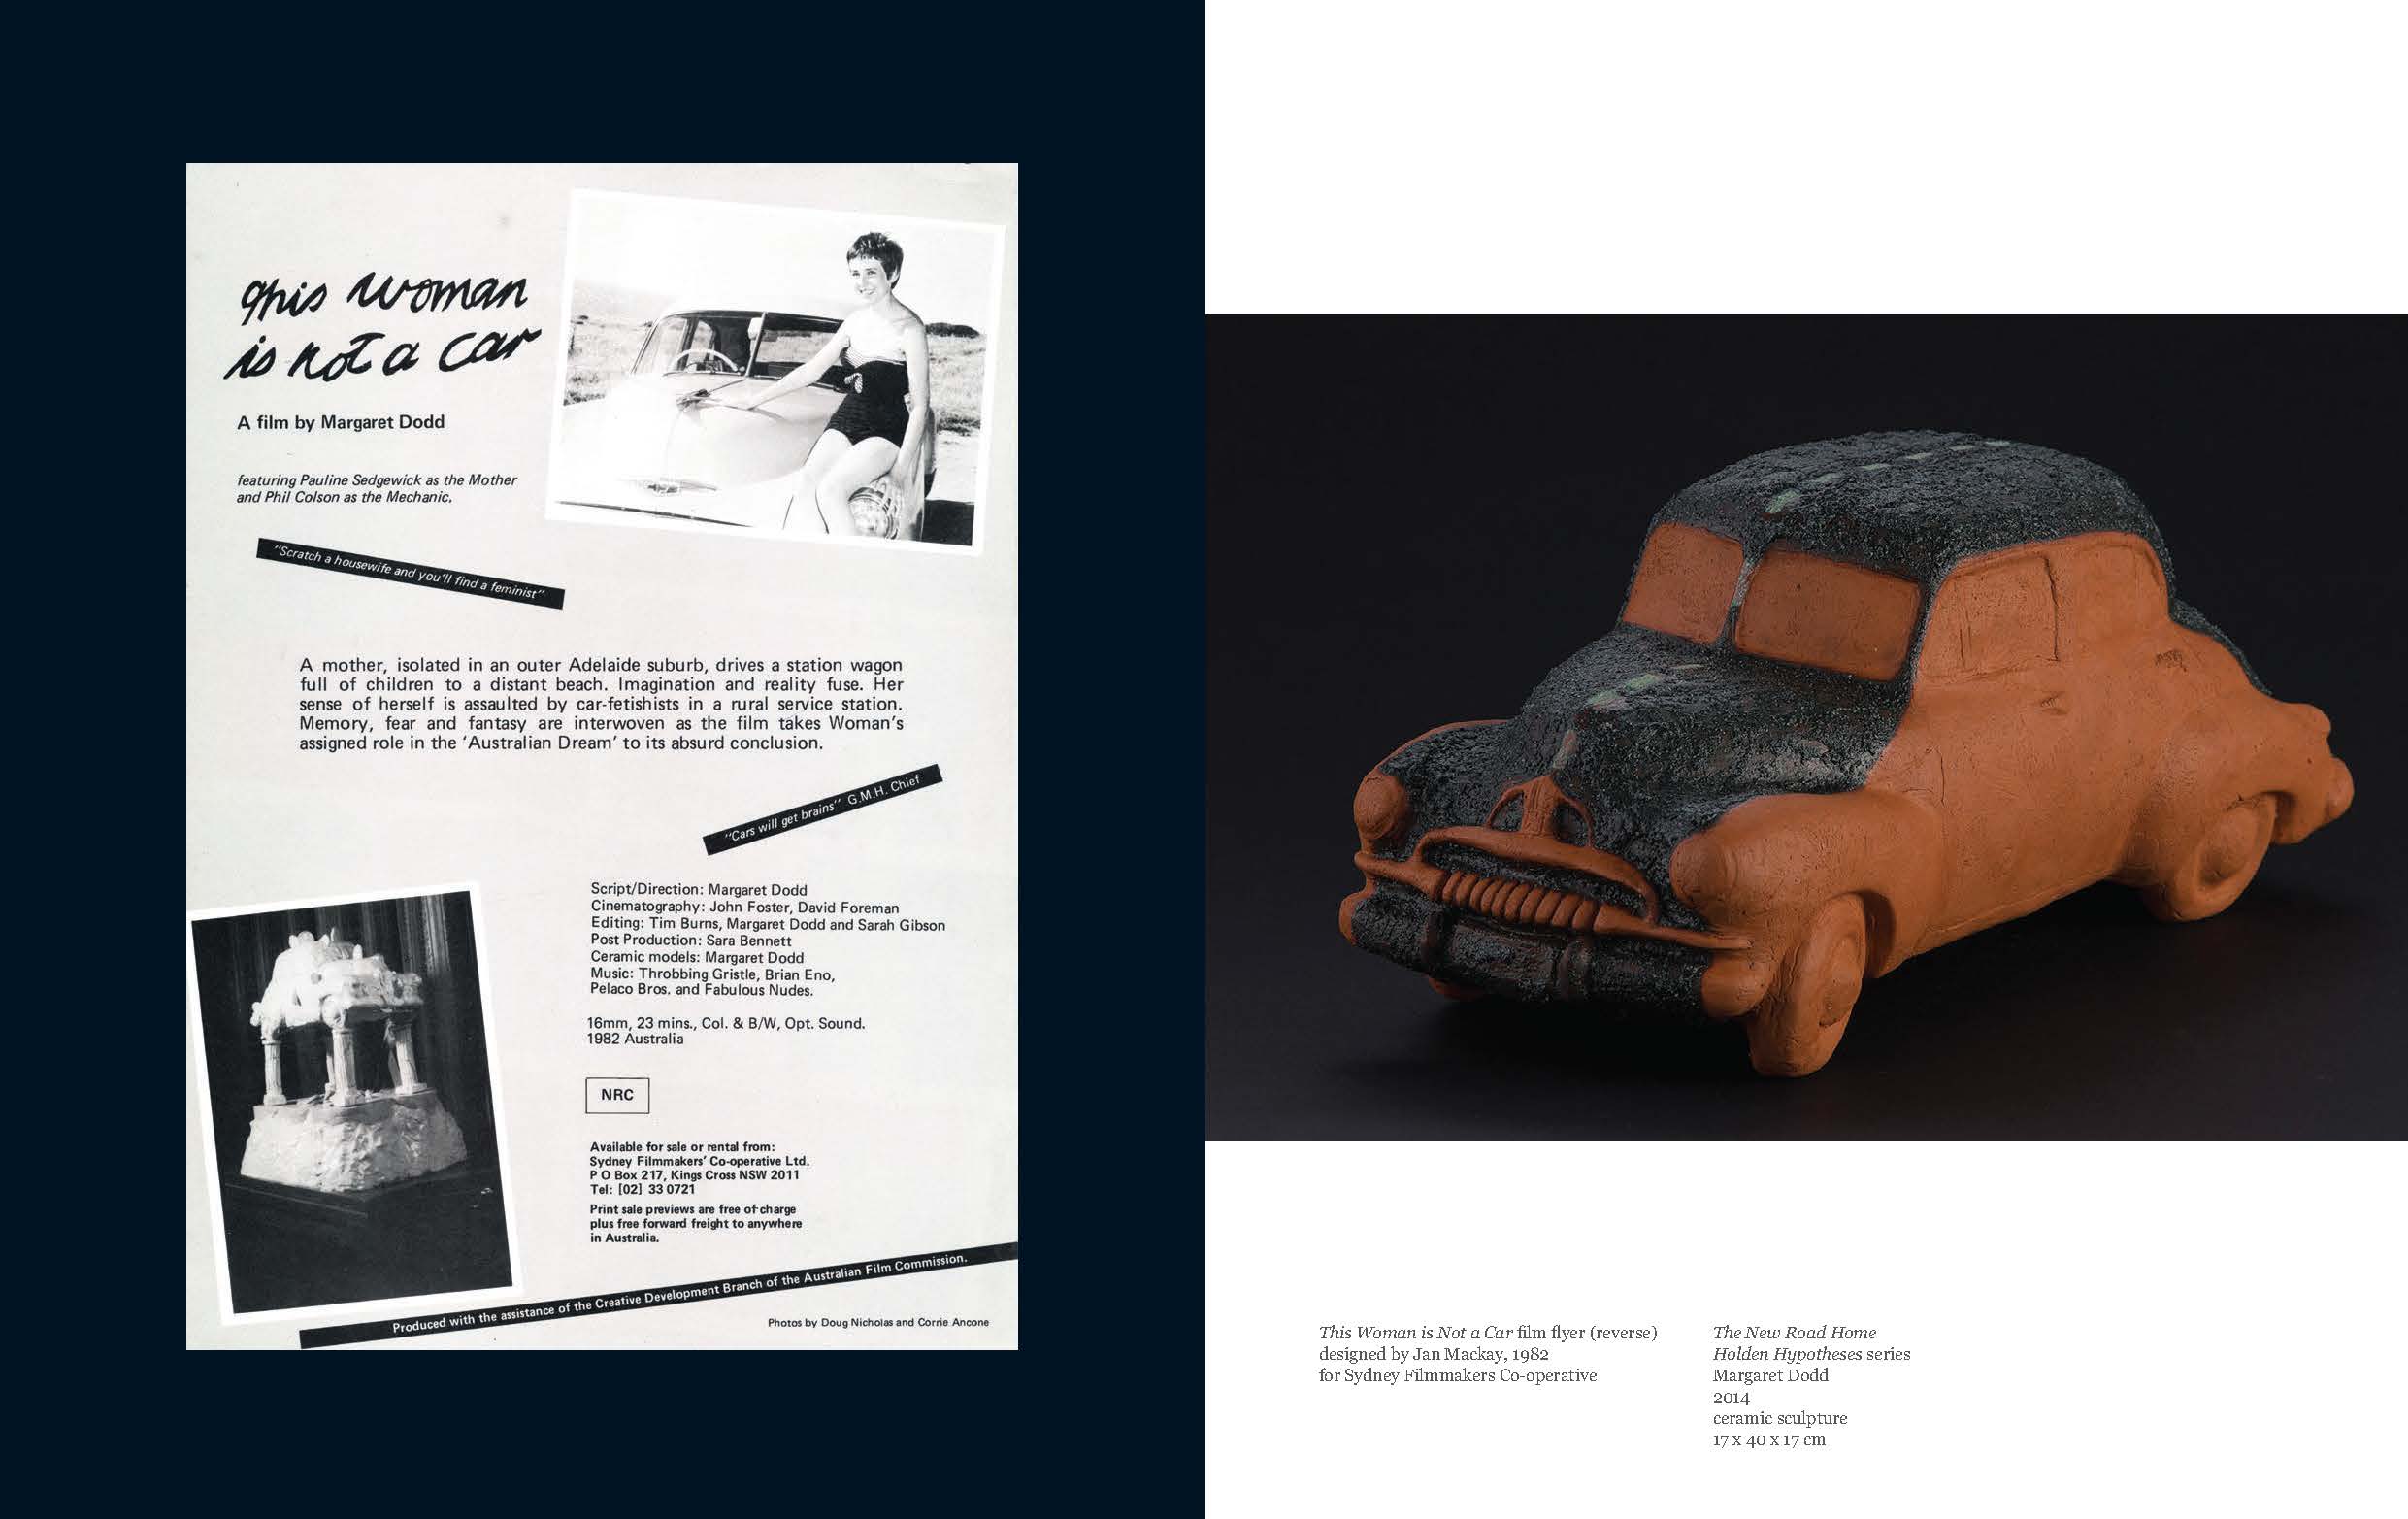 This woman
is not a car
A film by Margaret Dodd
featuring Pauline Sedgewick as the Mother
and Phil Colson as the Mechanic.
"Scratch a housewife and you'll find a feminist"
A mother, isolated in an outer Adelaide suburb, drives a station wagon
full of children to a distant beach. Imagination and reality fuse. Her
sense of herself is assaulted by car-fetishists in a rural service station.
Memory, fear and fantasy are interwoven as the film takes Woman's
assigned role in the 'Australian Dream' to its absurd conclusion.
"Cars will get brains" G.M.H. Chief
Script/Direction: Margaret Dodd
Cinematography: John Foster, David Foreman
Editing: Tim Burns, Margaret Dodd and Sarah Gibson
Post Production: Sara Bennett
Ceramic models: Margaret Dodd
Music: Throbbing Gristle, Brian Eno,
Pelaco Bros. and Fabulous Nudes.
16mm, 23 mins., Col. & B/W, Opt. Sound.
1982 Australia
NRC
Available for sale or rental from:
Sydney Filmmakers' Co-operative Ltd.
P O Box 217, Kings Cross NSW 2011
Tel: [02] 33 0721
Print sale previews are free of charge
plus free forward freight to anywhere
in Australia.
Produced with the assistance of the Creative Development Branch of the Australian Film Commission.
Photos by Doug Nicholas and Corrie Ancone
This Woman is Not a Car film flyer (reverse)
designed by Jan Mackay, 1982
for Sydney Filmmakers Co-operative
The New Road Home
Holden Hypotheses series
Margaret Dodd
2014
ceramic sculpture
17 x 40 x 17 cm